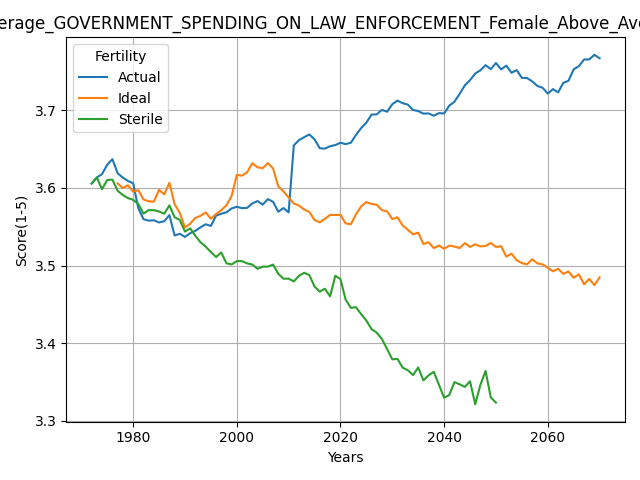 erage_GOVERNMENT_SPENDING_ON_LAW_ENFORCEMENT_Female_Above_Ave
Fertility
Actual
Ideal
Sterile
Score(1-5)
3.7
3.6
3.5
3.4
3.3
1980 2000 2020 2040 2060
Years